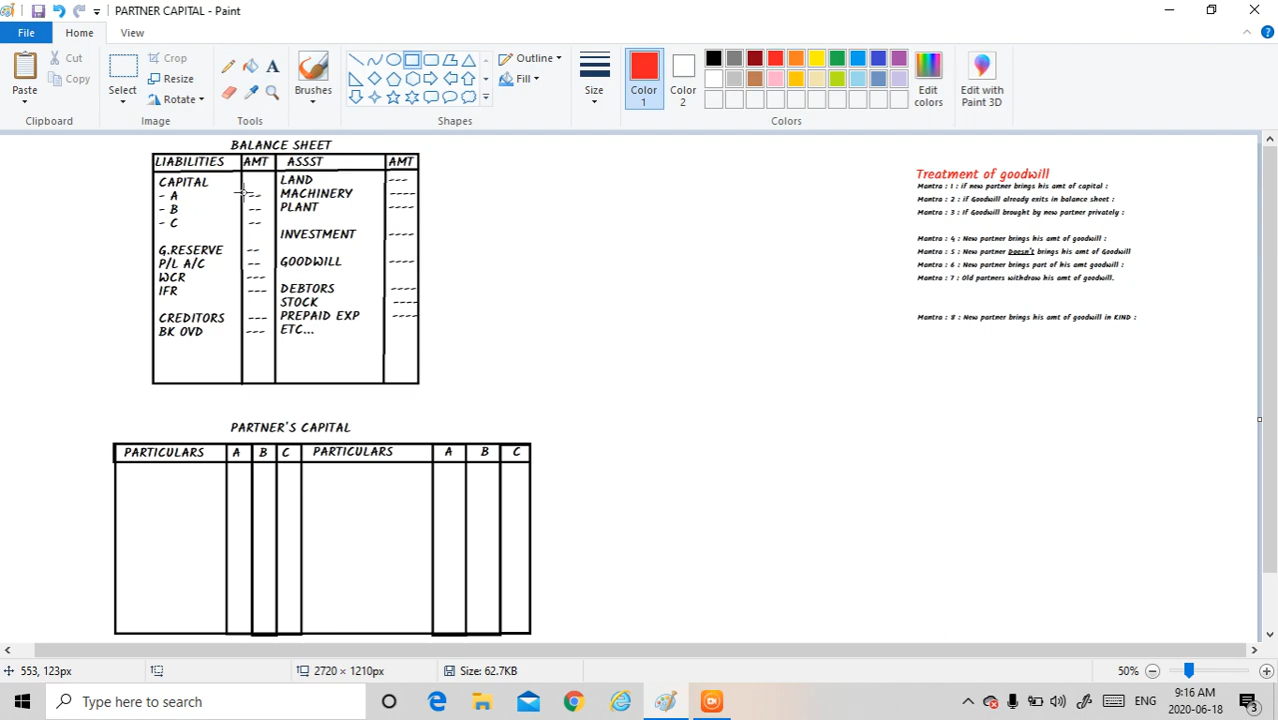 PARTNER CAPITAL - Paint
File Home View
Paste
Cut
Copy
Clipboard
Select
Crop
Resize
Rotate
Image
Tools
Brushes
Outline
Fill
Shapes
Size
Color 1
Color 2
Edit colors
Edit with Paint 3D
Colors
BALANCE SHEET
LIABILITIES AMT ASSST AMT
CAPITAL LAND ---
- A -- MACHINERY ----
- B -- PLANT ----
- C --
INVESTMENT ----
G.RESERVE --
P/L A/C -- GOODWILL ----
WCR ---
IFR --- DEBTORS ----
STOCK ----
CREDITORS --- PREPAID EXP ----
BK OVD --- ETC...
Treatment of goodwill
Mantra : 1 : if new partner brings his amt of capital :
Mantra : 2 : if Goodwill already exits in balance sheet :
Mantra : 3 : If Goodwill brought by new partner privately :
Mantra : 4 : New partner brings his amt of goodwill :
Mantra : 5 : New partner Doesn't brings his amt of Goodwill
Mantra : 6 : New partner brings part of his amt goodwill :
Mantra : 7 : Old partners withdraw his amt of goodwill.
Mantra : 8 : New partner brings his amt of goodwill in KIND :
PARTNER'S CAPITAL
PARTICULARS A B C PARTICULARS A B C
553, 123px 2720 × 1210px Size: 62.7KB 50%
Type here to search
ENG
9:16 AM
2020-06-18
3